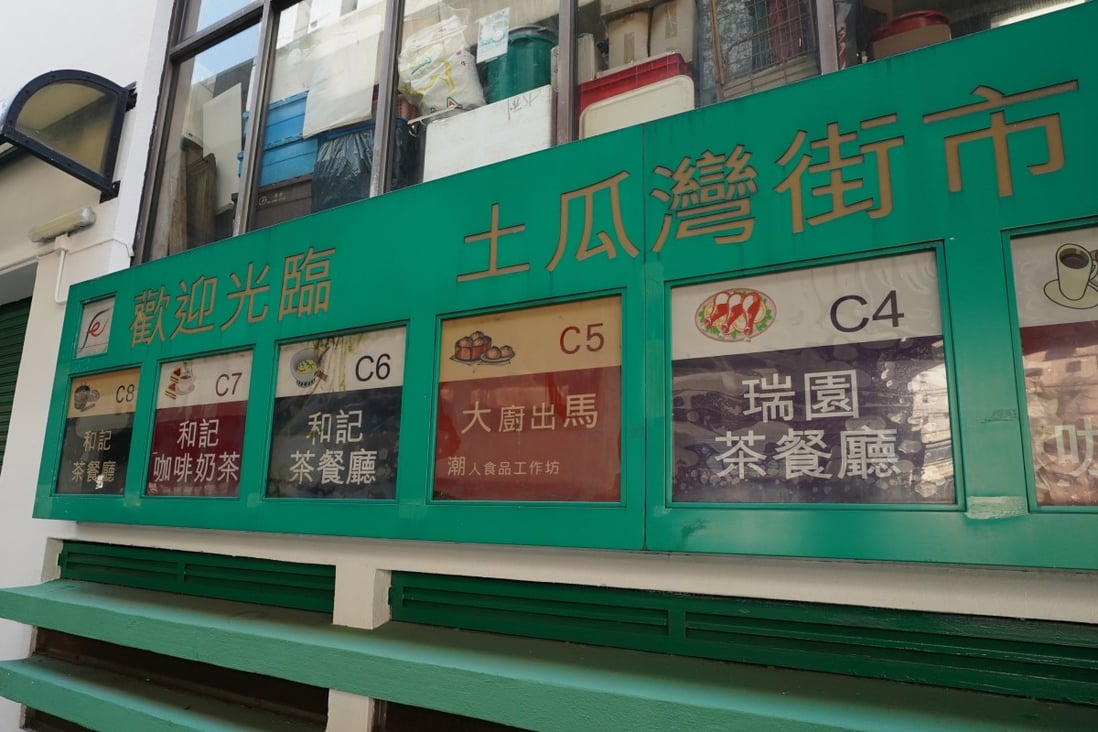 歡迎光臨 土瓜灣街市
C8
和記
茶餐廳
C7
和記
咖啡奶茶
C6
和記
茶餐廳
C5
大廚出馬
潮人食品工作坊
C4
瑞園
茶餐廳
咖